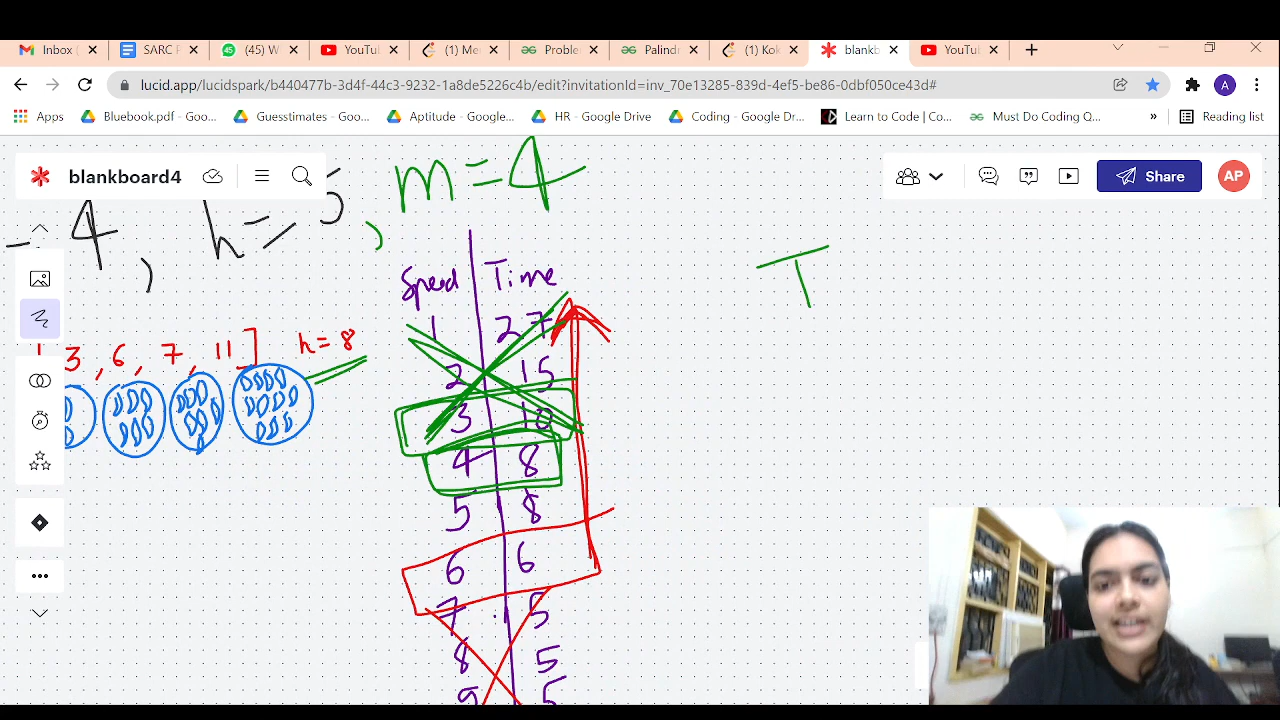 Inbox (
SARC P
(45) W
YouTu
(1) Me
Proble
Palind
(1) Kok
blankb
YouTu
lucid.app/lucidspark/b440477b-3d4f-44c3-9232-1a8de5226c4b/edit?invitationId=inv_70e13285-839d-4ef5-be86-0dbf050ce43d#
A
Apps
Bluebook.pdf - Goo...
Guesstimates - Goo...
Aptitude - Google...
HR - Google Drive
Coding - Google Dr...
Learn to Code | Co...
Must Do Coding Q...
»
Reading list
blankboard4
Share
AP
= 4, h = 5, m = 4
Speed Time
1 27
2 15
3 10
4 8
5 8
6 6
7 5
8 5
9 5
3, 6, 7, 11] h = 8
T